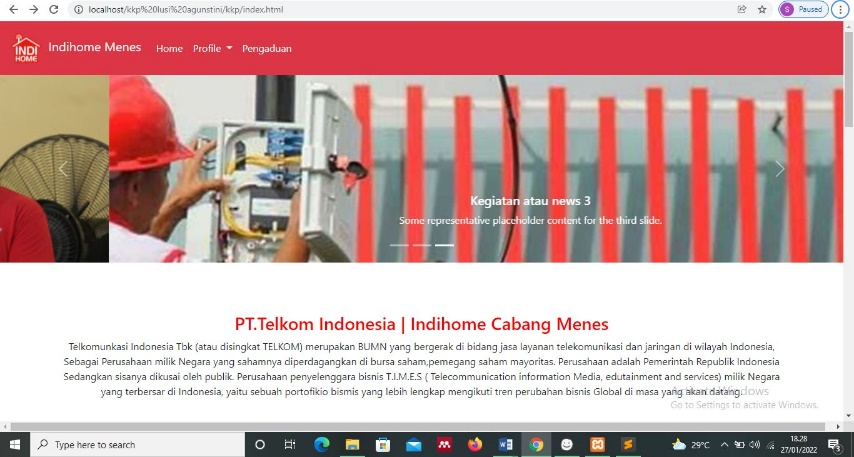 localhost/kkp%20lusi%20agunstini/kkp/index.html
S Paused
INDI
HOME
Indihome Menes Home Profile Pengaduan
Kegiatan atau news 3
Some representative placeholder content for the third slide.
PT.Telkom Indonesia | Indihome Cabang Menes
Telkomunkasi Indonesia Tbk (atau disingkat TELKOM) merupakan BUMN yang bergerak di bidang jasa layanan telekomunikasi dan jaringan di wilayah Indonesia,
Sebagai Perusahaan milik Negara yang sahamnya diperdagangkan di bursa saham,pemegang saham mayoritas. Perusahaan adalah Pemerintah Republik Indonesia
Sedangkan sisanya dikusai oleh publik. Perusahaan penyelenggara bisnis T.I.M.E.S ( Telecommunication information Media, edutainment and services) milik Negara
yang terbersar di Indonesia, yaitu sebuah portofikio bismis yang lebih lengkap mengikuti tren perubahan bisnis Global di masa yang akan datang.
Activate Windows
Go to Settings to activate Windows.
Type here to search
29°C
18.28
27/01/2022
3